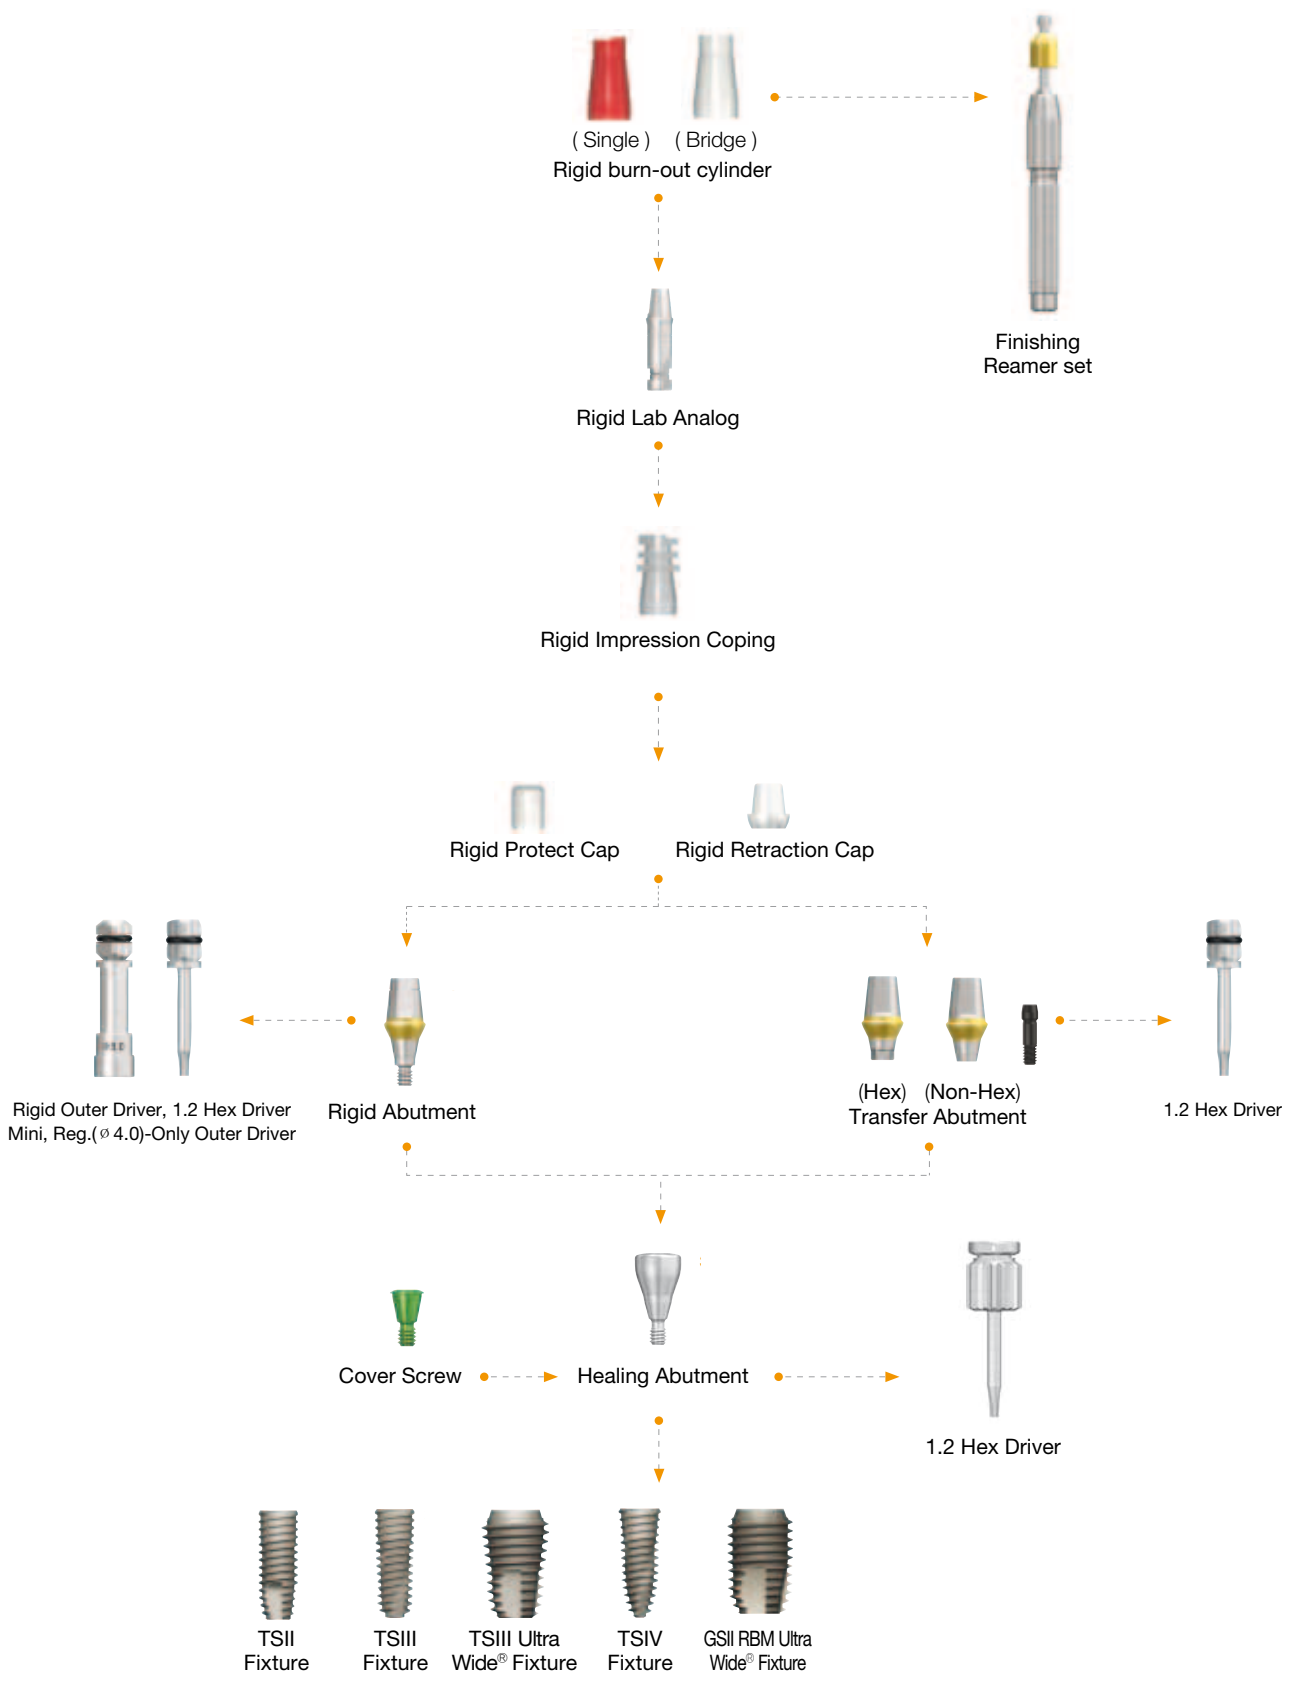 ( Single ) ( Bridge )
Rigid burn-out cylinder
Finishing
Reamer set
Rigid Lab Analog
Rigid Impression Coping
Rigid Protect Cap
Rigid Retraction Cap
Rigid Outer Driver, 1.2 Hex Driver
Mini, Reg.(ø 4.0)-Only Outer Driver
Rigid Abutment
(Hex) (Non-Hex)
Transfer Abutment
1.2 Hex Driver
Cover Screw
Healing Abutment
1.2 Hex Driver
TSII
Fixture
TSIII
Fixture
TSIII Ultra
Wide® Fixture
TSIV
Fixture
GSII RBM Ultra
Wide® Fixture